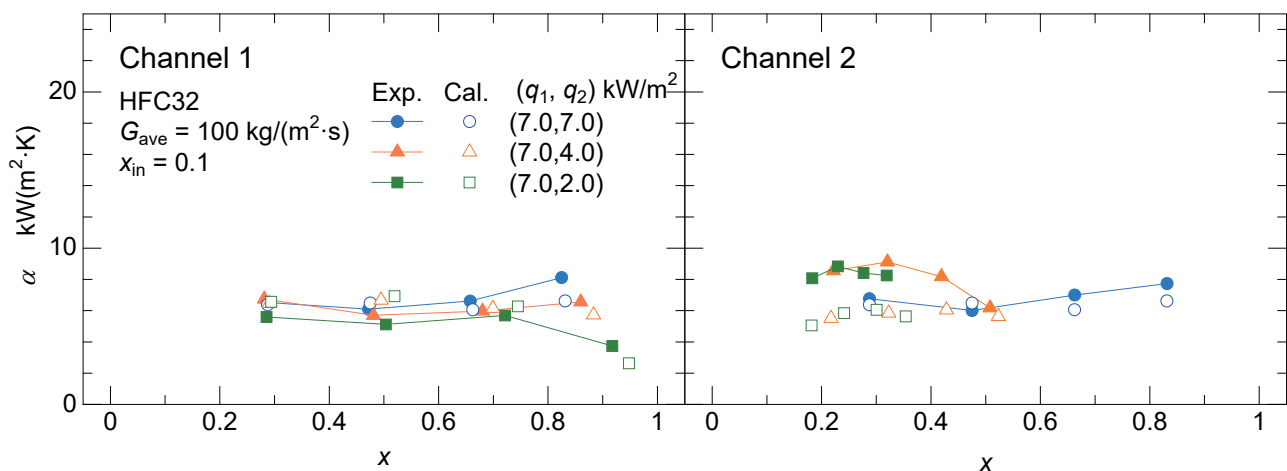 Channel 1
HFC32
G_ave = 100 kg/(m²·s)
x_in = 0.1
Exp. Cal. (q₁, q₂) kW/m²
(7.0,7.0)
(7.0,4.0)
(7.0,2.0)
Channel 2
α kW(m²·K)
20
10
0
0 0.2 0.4 0.6 0.8 1
x
0 0.2 0.4 0.6 0.8 1
x